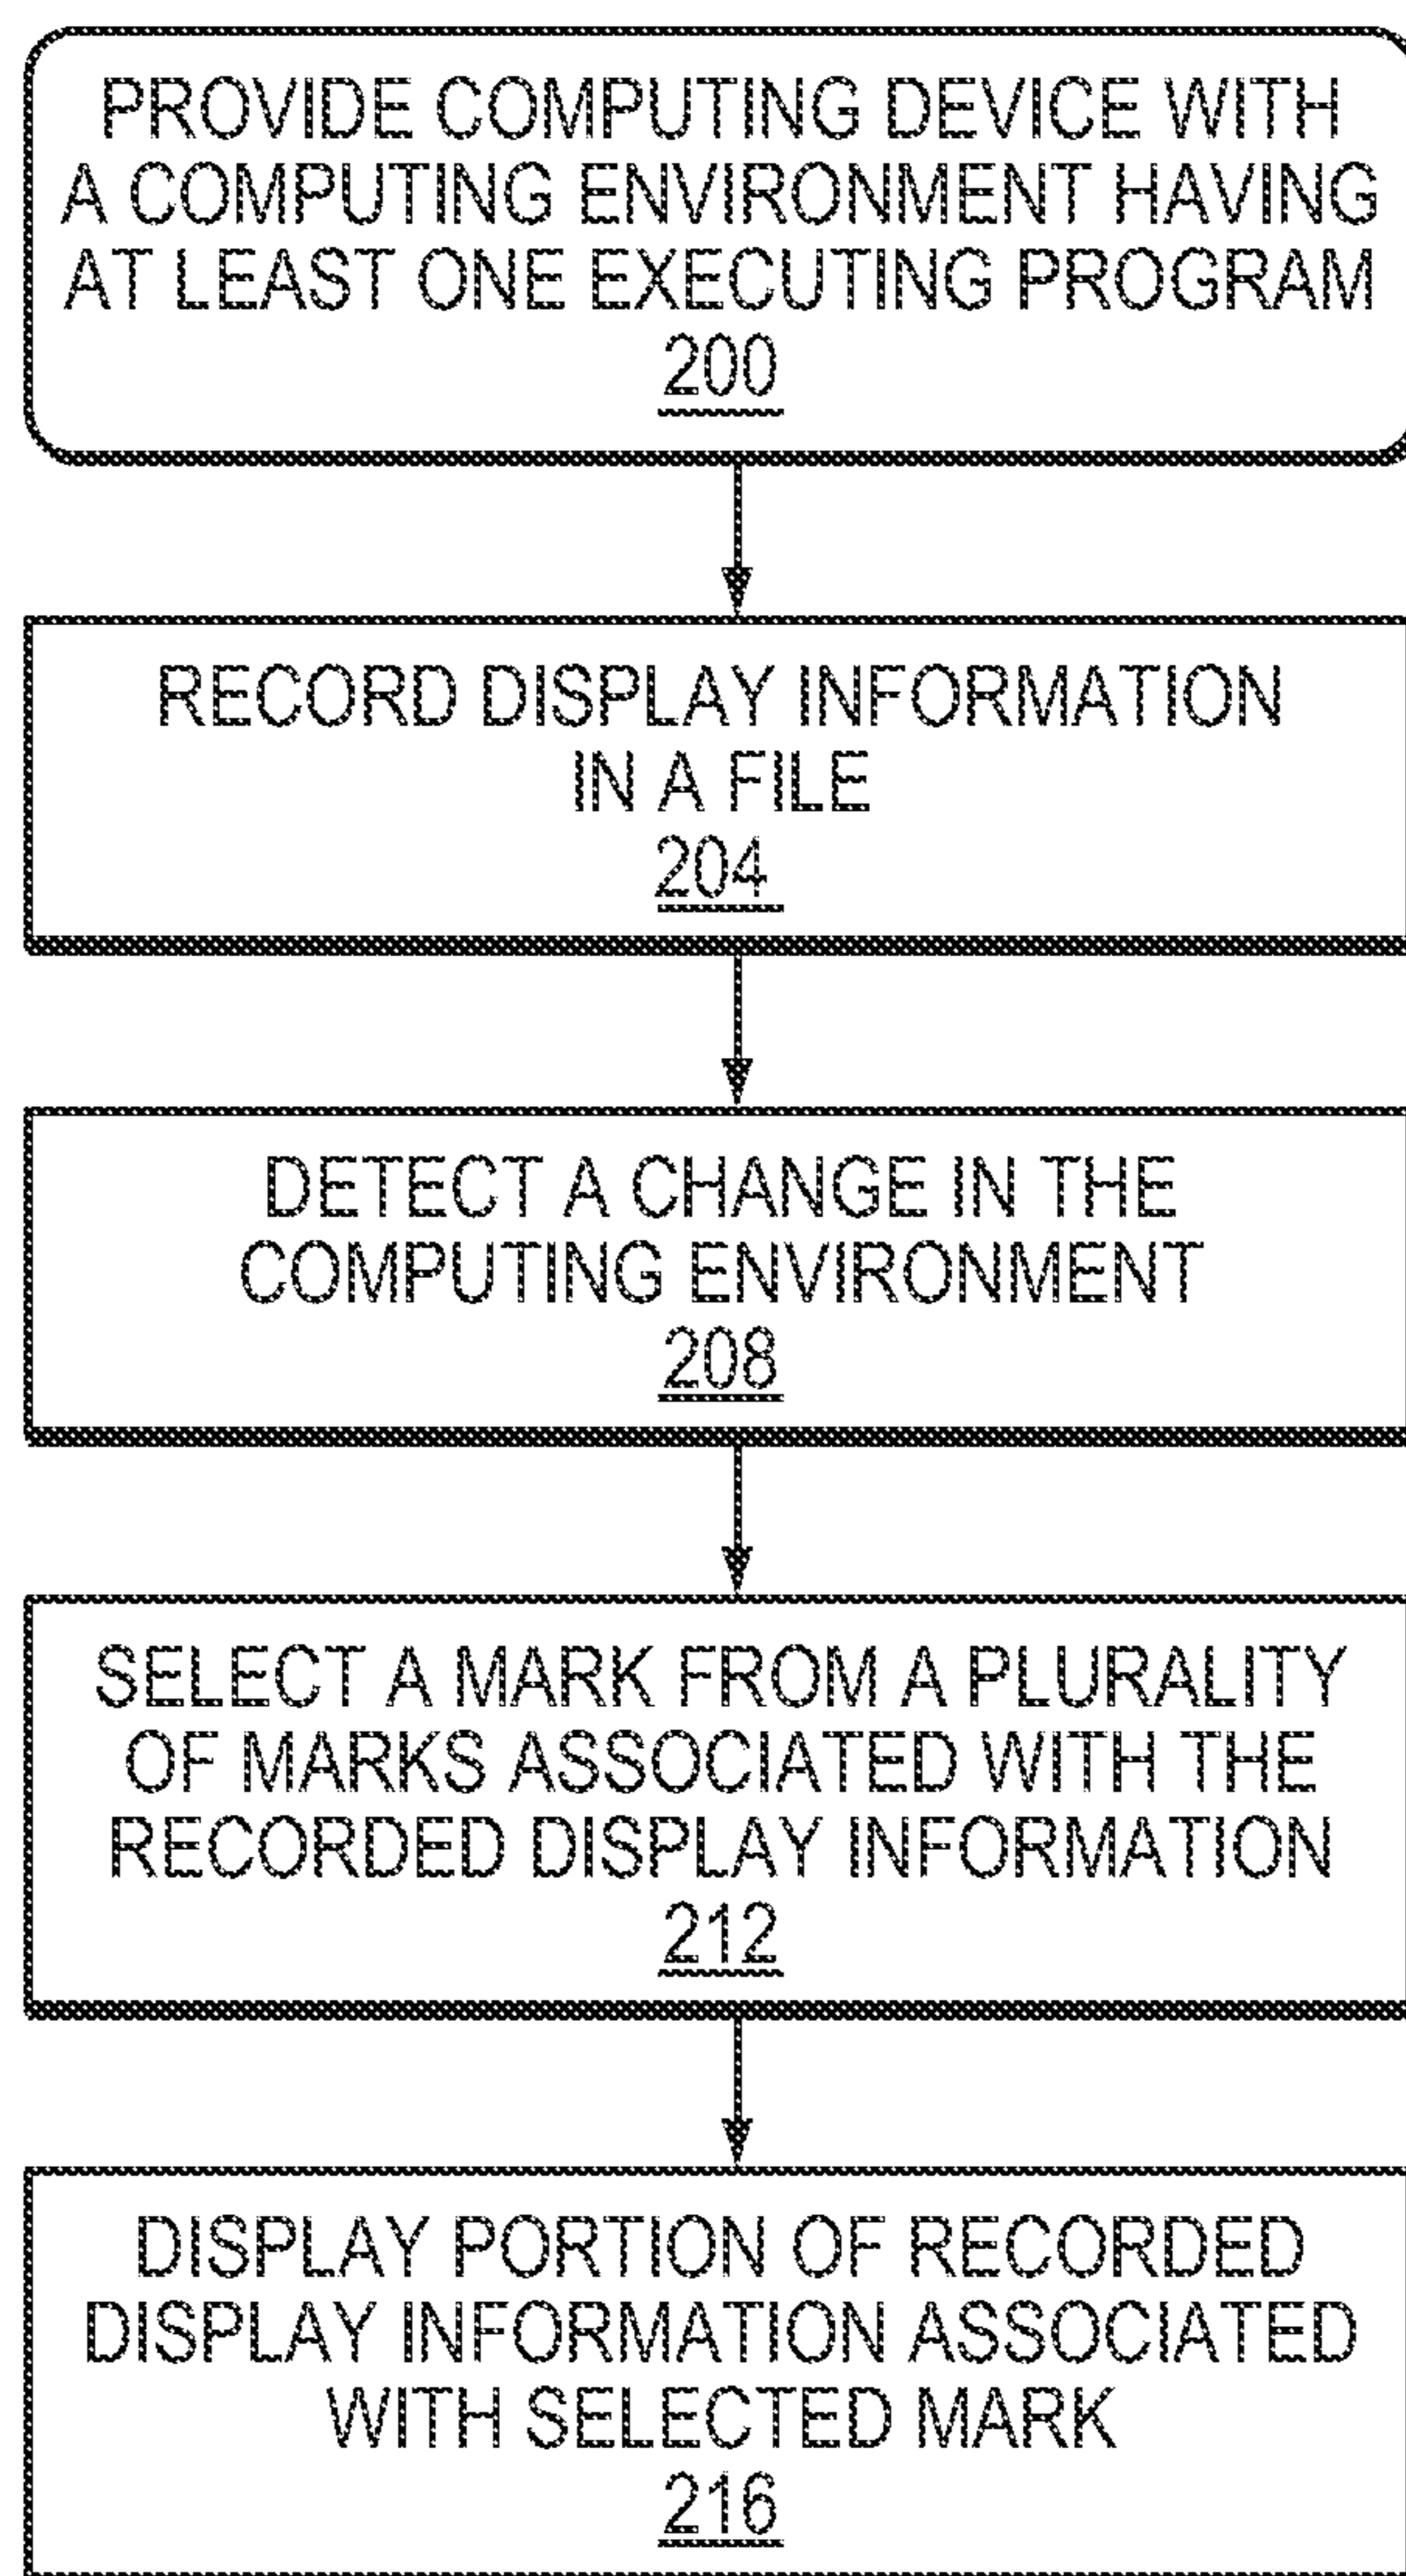 PROVIDE COMPUTING DEVICE WITH
A COMPUTING ENVIRONMENT HAVING
AT LEAST ONE EXECUTING PROGRAM
200
RECORD DISPLAY INFORMATION
IN A FILE
204
DETECT A CHANGE IN THE
COMPUTING ENVIRONMENT
208
SELECT A MARK FROM A PLURALITY
OF MARKS ASSOCIATED WITH THE
RECORDED DISPLAY INFORMATION
212
DISPLAY PORTION OF RECORDED
DISPLAY INFORMATION ASSOCIATED
WITH SELECTED MARK
216